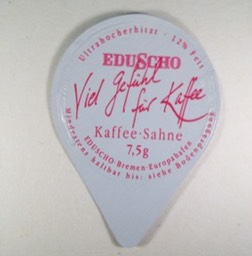 Ultrahocherhitzt - 12% Fett
EDUSCHO
Viel Gefühl
für Kaffee
Kaffee-Sahne
7,5g
EDUSCHO-Bremen-Europahafen
Mindestens haltbar bis: siehe Bodenprägung